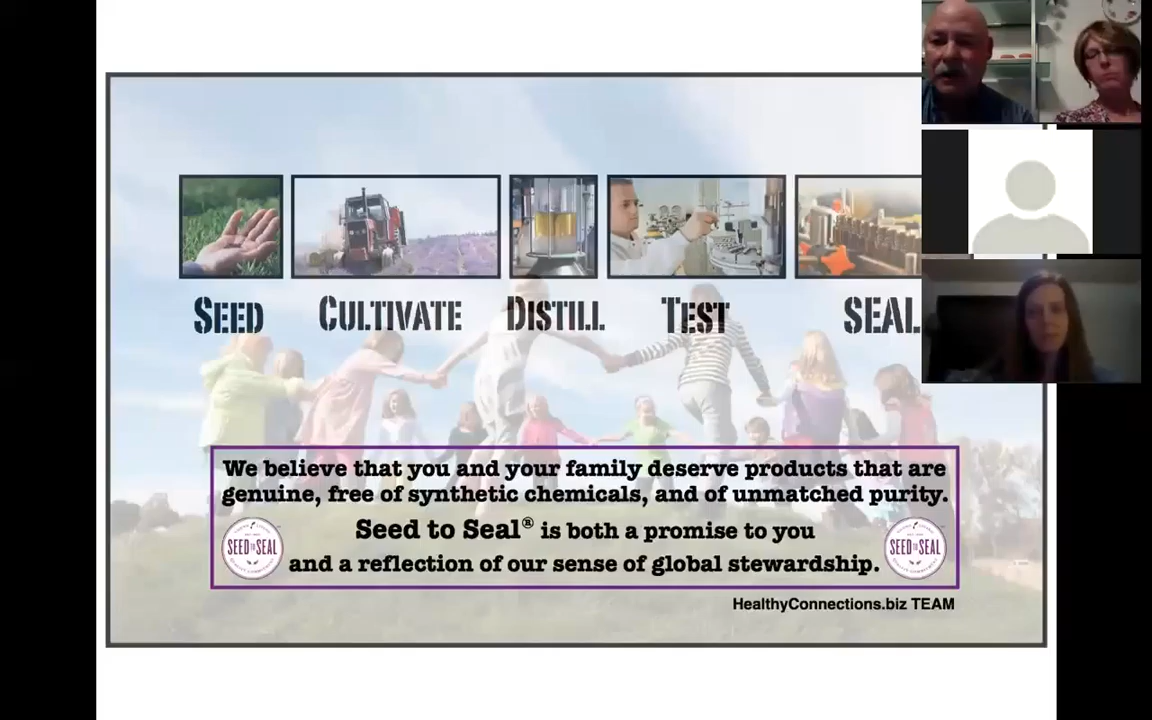 SEED
CULTIVATE
DISTILL
TEST
SEAL
We believe that you and your family deserve products that are
genuine, free of synthetic chemicals, and of unmatched purity.
Seed to Seal® is both a promise to you
and a reflection of our sense of global stewardship.
SEED TO SEAL
SEED TO SEAL
HealthyConnections.biz TEAM